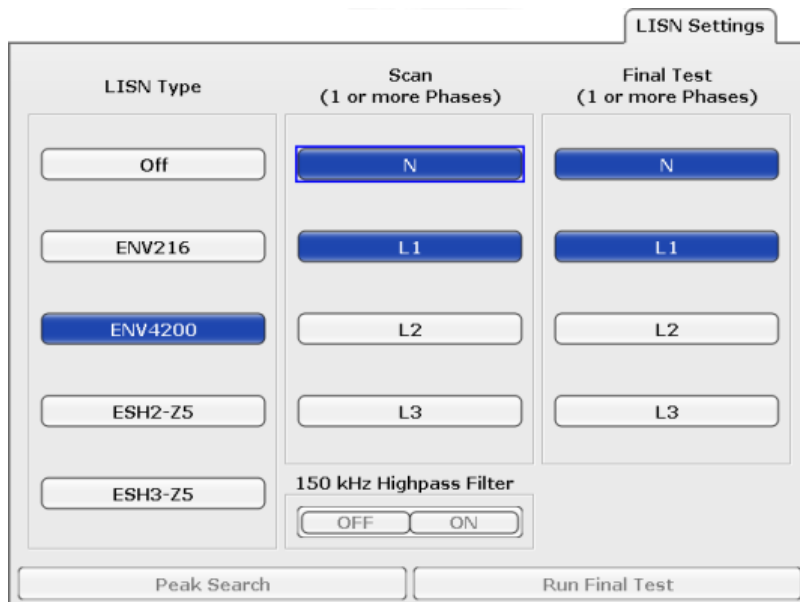 LISN Settings
LISN Type
Scan
(1 or more Phases)
Final Test
(1 or more Phases)
Off
N
N
ENV216
L1
L1
ENV4200
L2
L2
ESH2-Z5
L3
L3
ESH3-Z5
150 kHz Highpass Filter
OFF ON
Peak Search
Run Final Test